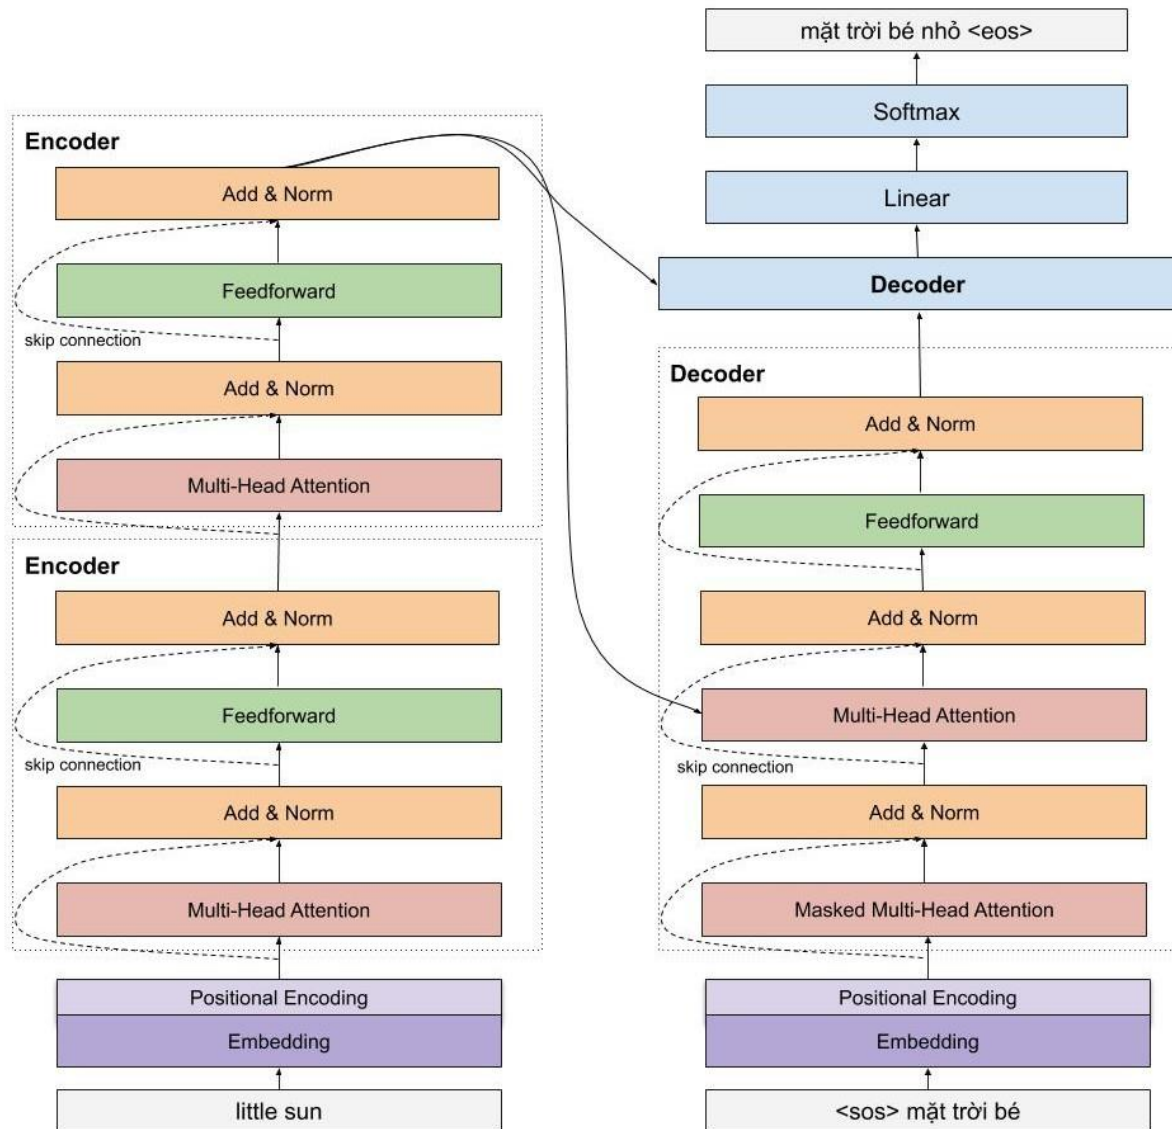 Encoder
Add & Norm
Feedforward
skip connection
Add & Norm
Multi-Head Attention
Encoder
Add & Norm
Feedforward
skip connection
Add & Norm
Multi-Head Attention
Positional Encoding
Embedding
little sun
mặt trời bé nhỏ <eos>
Softmax
Linear
Decoder
Decoder
Add & Norm
Feedforward
Add & Norm
Multi-Head Attention
skip connection
Add & Norm
Masked Multi-Head Attention
Positional Encoding
Embedding
<sos> mặt trời bé